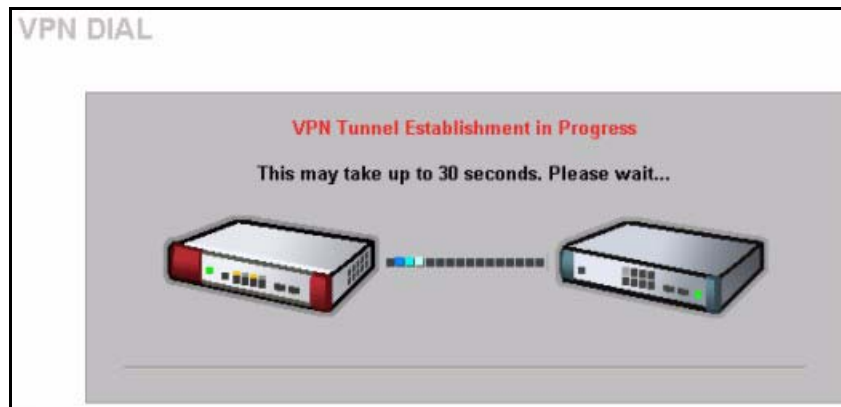 VPN DIAL
VPN Tunnel Establishment in Progress
This may take up to 30 seconds. Please wait...